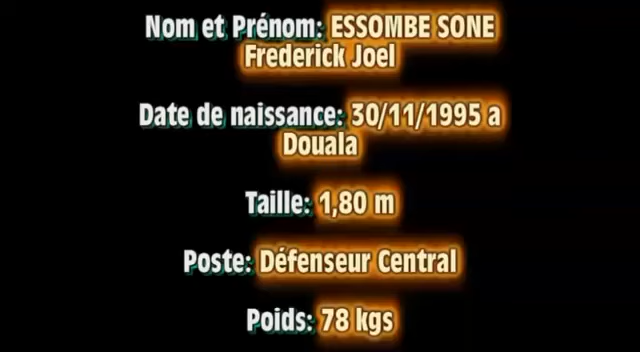 Nom et Prénom: ESSOMBE SONE
Frederick Joel
Date de naissance: 30/11/1995 a
Douala
Taille: 1,80 m
Poste: Défenseur Central
Poids: 78 kgs